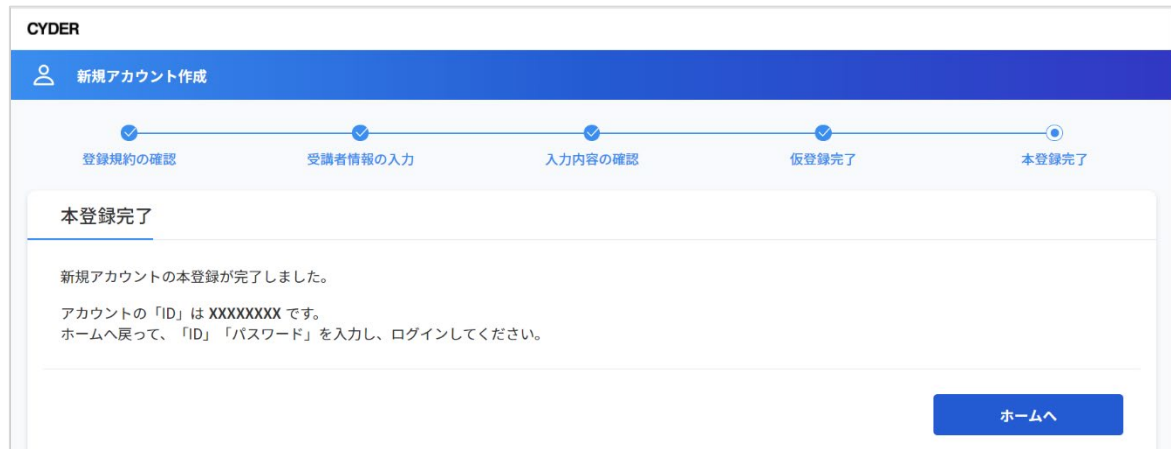 CYDER
新規アカウント作成
登録規約の確認
受講者情報の入力
入力内容の確認
仮登録完了
本登録完了
本登録完了
新規アカウントの本登録が完了しました。
アカウントの「ID」は XXXXXXXX です。
ホームへ戻って、「ID」「パスワード」を入力し、ログインしてください。
ホームへ